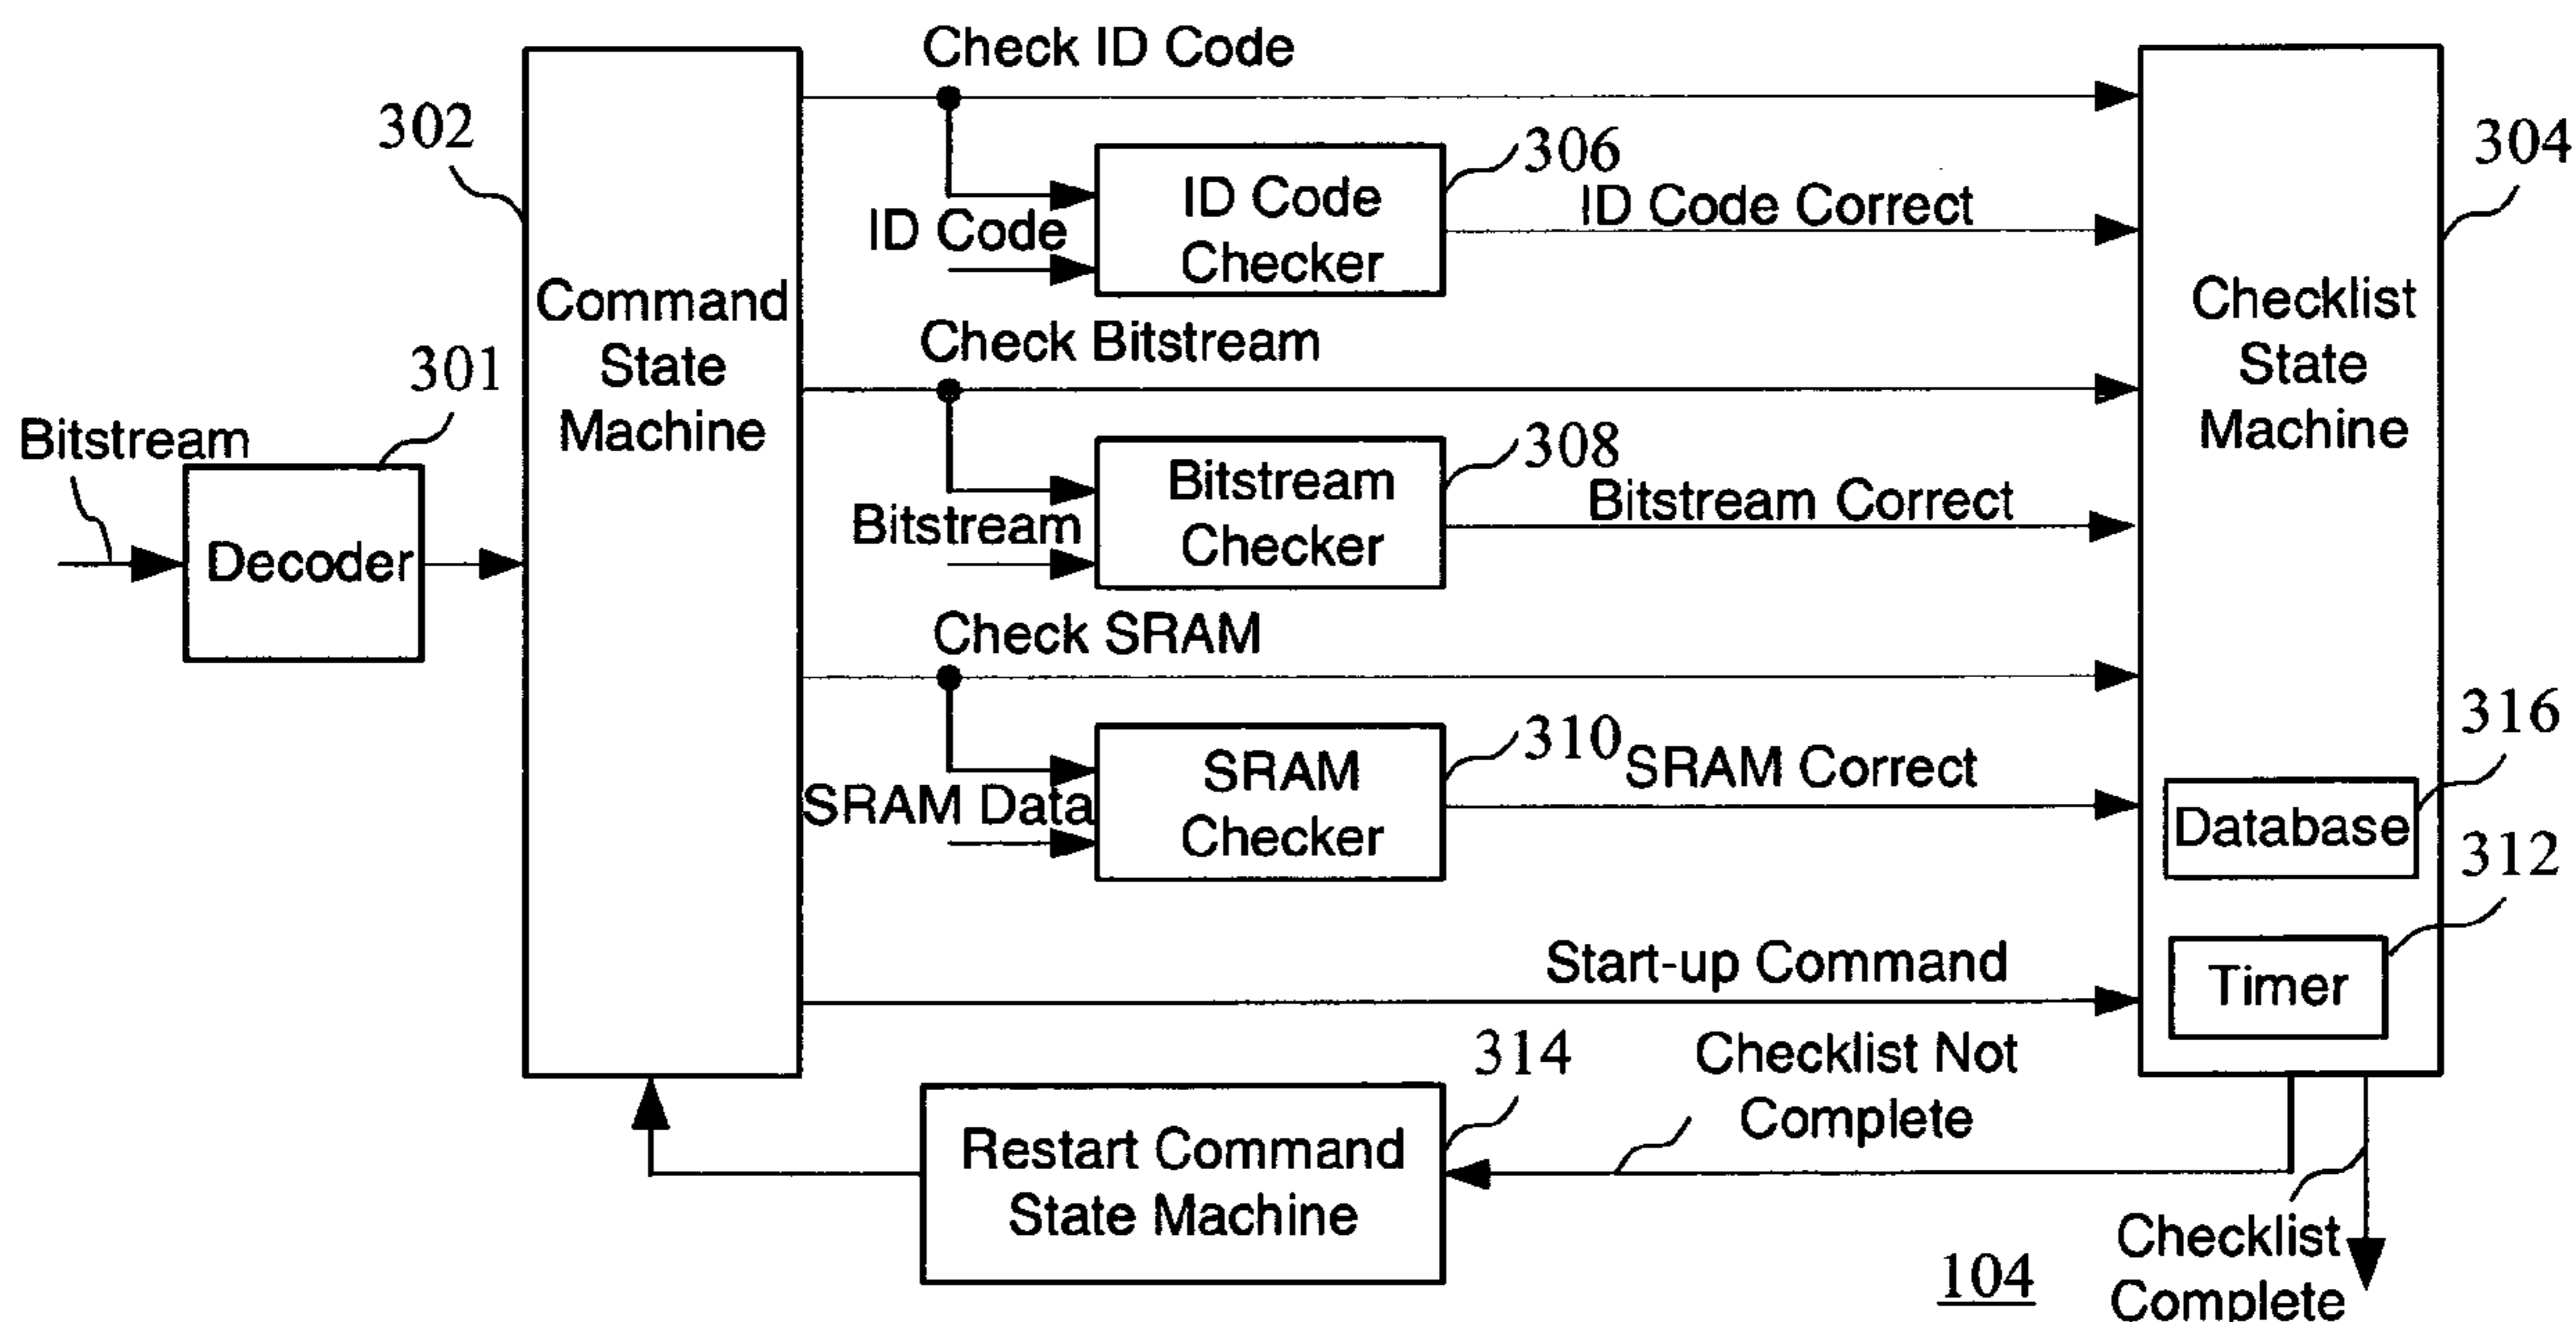 Check ID Code
302
304
306
ID Code
Checker
ID Code Correct
ID Code
Command
State
Machine
Checklist
State
Machine
Check Bitstream
301
Bitstream
308
Bitstream
Checker
Bitstream Correct
Bitstream
Decoder
Check SRAM
316
310
SRAM
Checker
SRAM Correct
SRAM Data
Database
312
Start-up Command
Timer
314
Checklist Not
Complete
Restart Command
State Machine
Checklist
Complete
104